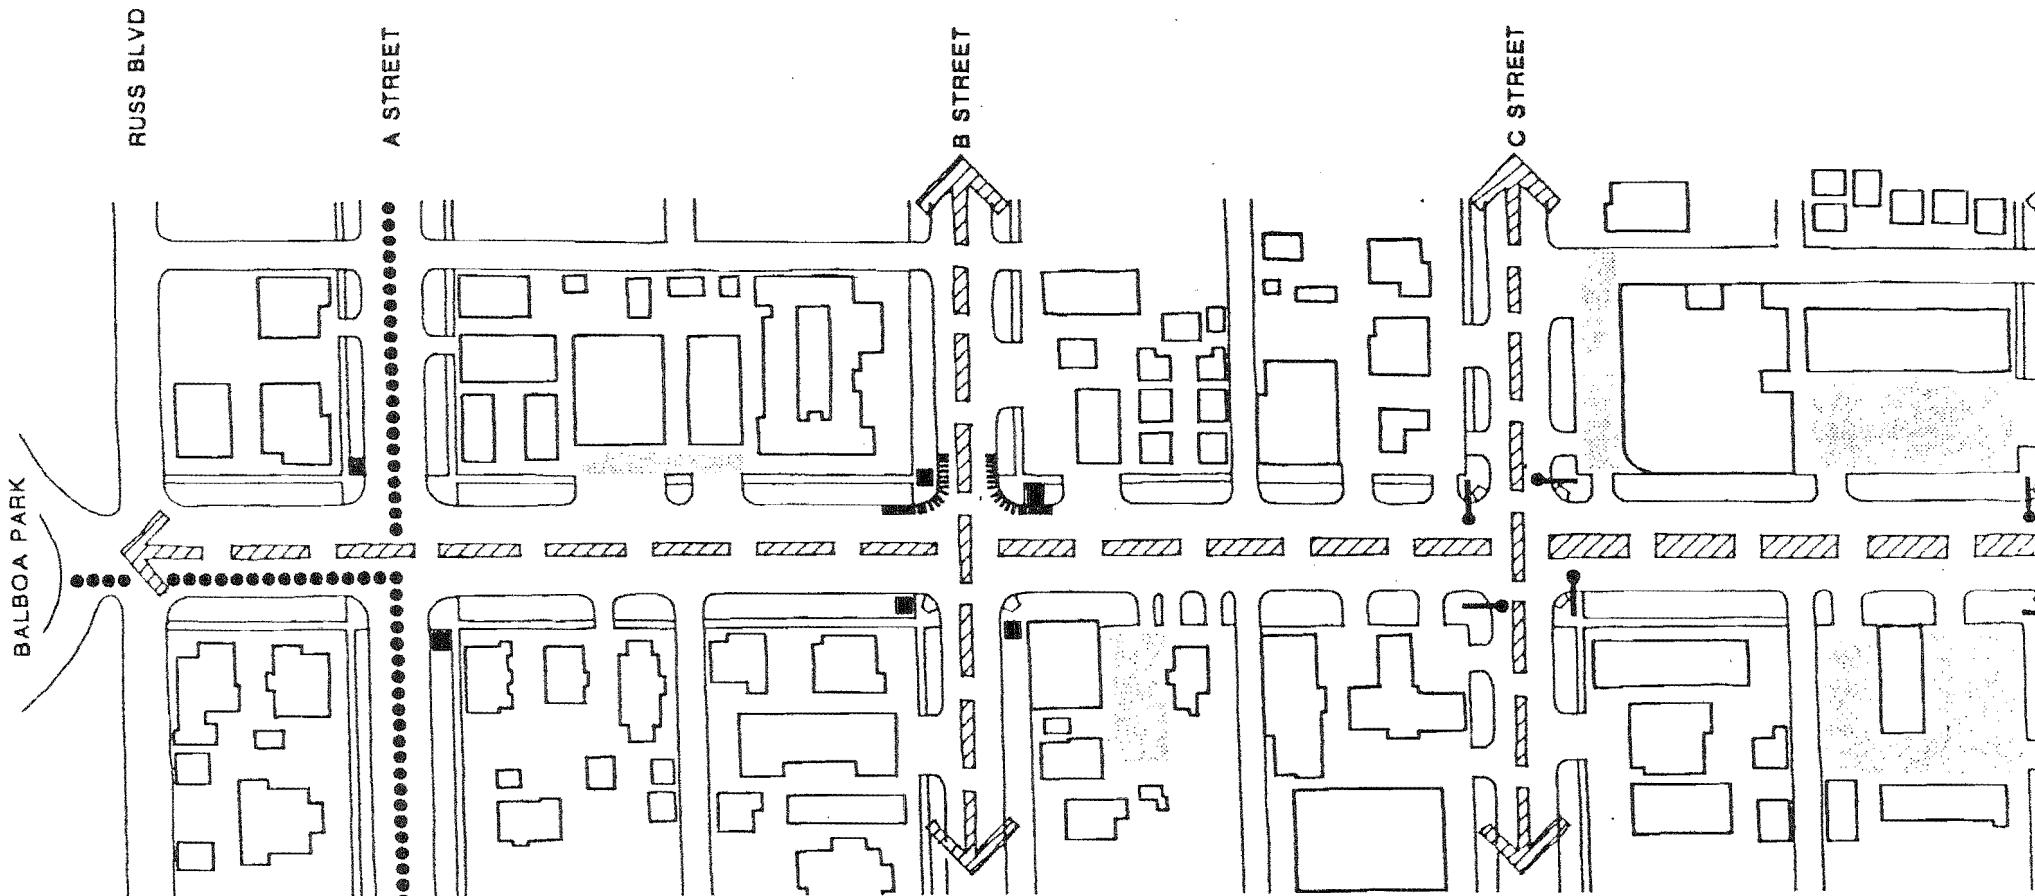 RUSS BLVD
A STREET
B STREET
C STREET
BALBOA PARK